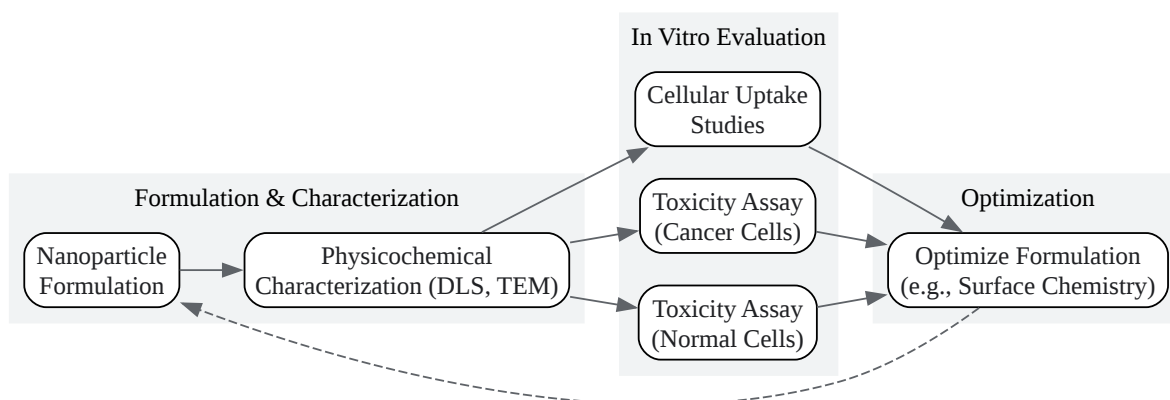 In Vitro Evaluation
Cellular Uptake
Studies
Formulation & Characterization
Toxicity Assay
(Cancer Cells)
Optimization
Nanoparticle
Formulation
Physicochemical
Characterization (DLS, TEM)
Optimize Formulation
(e.g., Surface Chemistry)
Toxicity Assay
(Normal Cells)